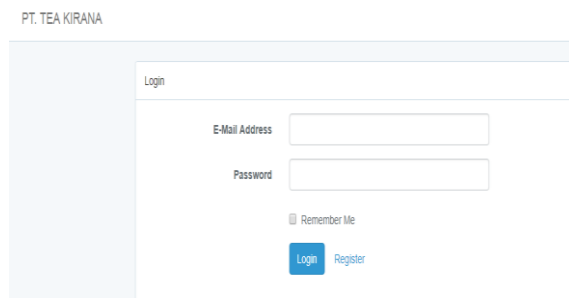 PT. TEA KIRANA
Login
E-Mail Address
Password
Remember Me
Login Register